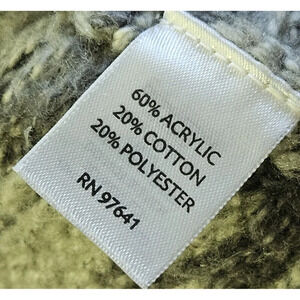 60% ACRYLIC
20% COTTON
20% POLYESTER
RN 97641